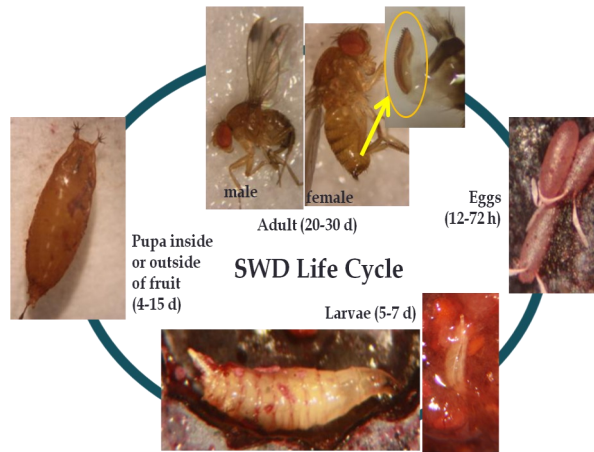 male
female
Adult (20-30 d)
Eggs
(12-72 h)
Pupa inside
or outside
of fruit
(4-15 d)
SWD Life Cycle
Larvae (5-7 d)